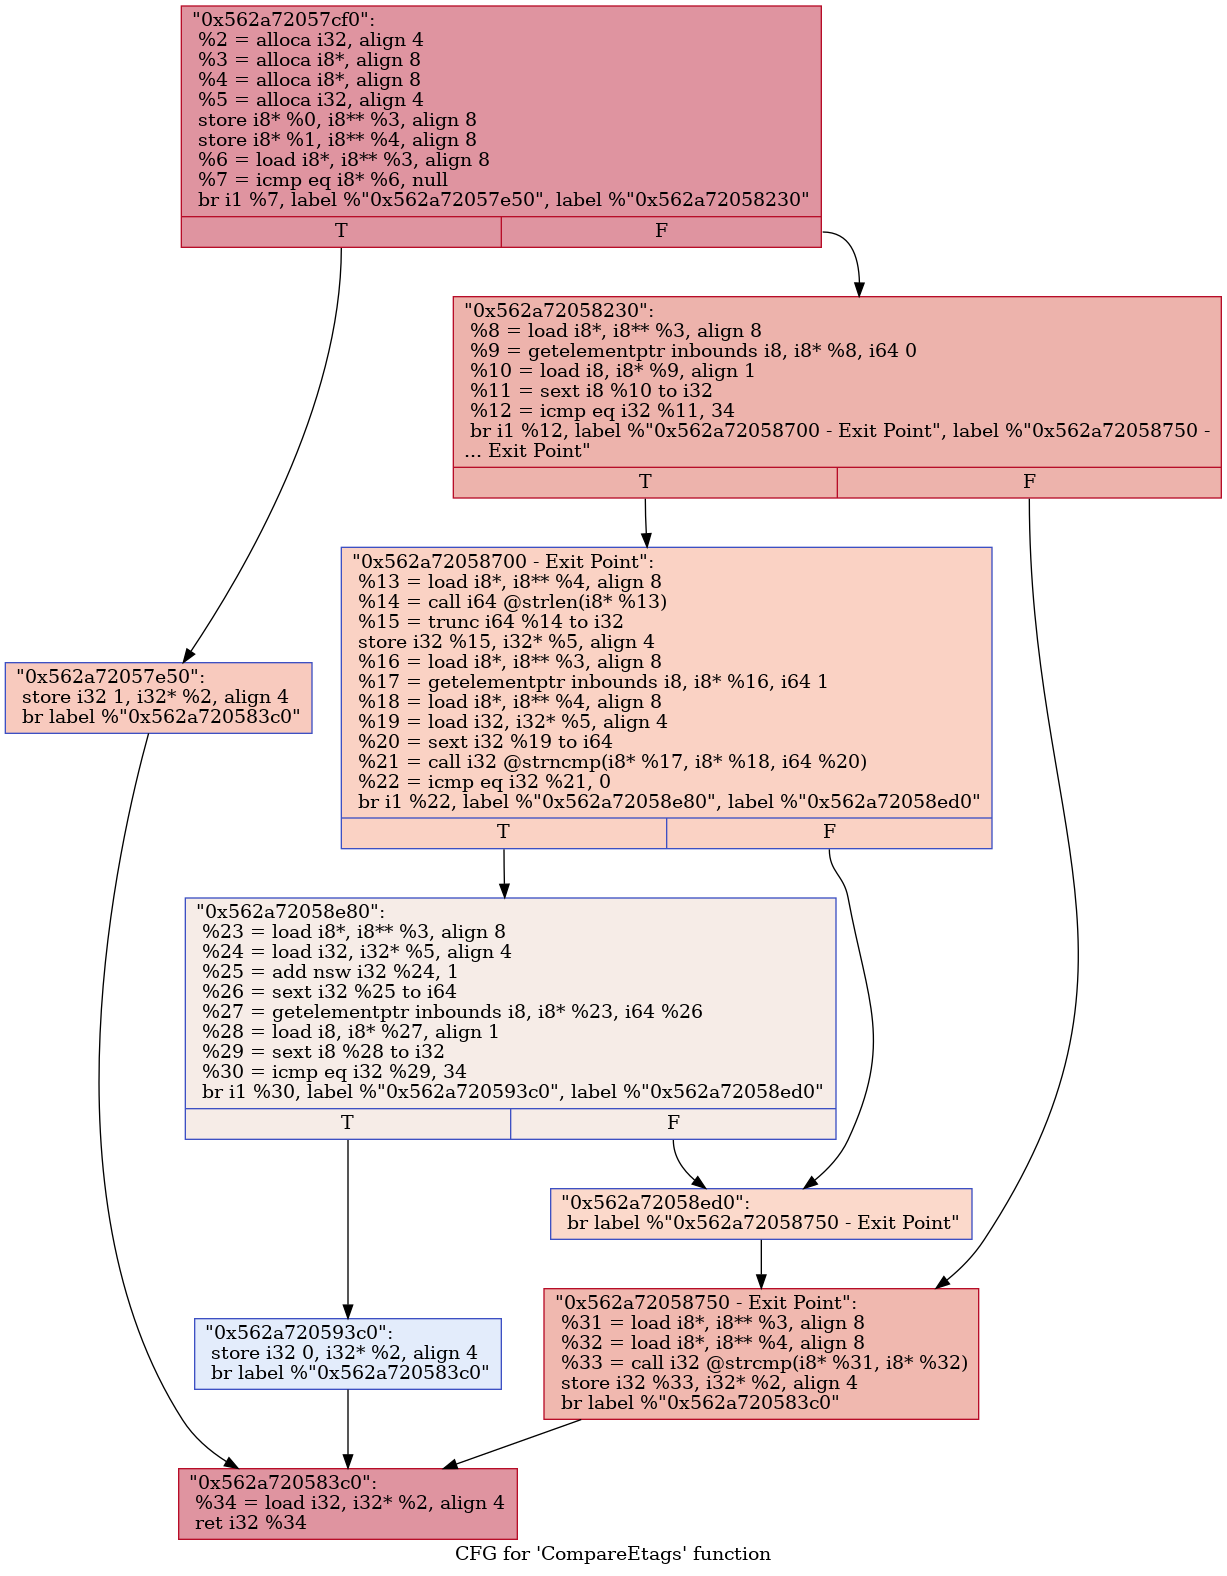 "0x562a72057cf0":
%2 = alloca i32, align 4
%3 = alloca i8*, align 8
%4 = alloca i8*, align 8
%5 = alloca i32, align 4
store i8* %0, i8** %3, align 8
store i8* %1, i8** %4, align 8
%6 = load i8*, i8** %3, align 8
%7 = icmp eq i8* %6, null
br i1 %7, label %"0x562a72057e50", label %"0x562a72058230"
T F
"0x562a72058230":
%8 = load i8*, i8** %3, align 8
%9 = getelementptr inbounds i8, i8* %8, i64 0
%10 = load i8, i8* %9, align 1
%11 = sext i8 %10 to i32
%12 = icmp eq i32 %11, 34
br i1 %12, label %"0x562a72058700 - Exit Point", label %"0x562a72058750 -
... Exit Point"
T F
"0x562a72058700 - Exit Point":
%13 = load i8*, i8** %4, align 8
%14 = call i64 @strlen(i8* %13)
%15 = trunc i64 %14 to i32
store i32 %15, i32* %5, align 4
%16 = load i8*, i8** %3, align 8
%17 = getelementptr inbounds i8, i8* %16, i64 1
%18 = load i8*, i8** %4, align 8
%19 = load i32, i32* %5, align 4
%20 = sext i32 %19 to i64
%21 = call i32 @strncmp(i8* %17, i8* %18, i64 %20)
%22 = icmp eq i32 %21, 0
br i1 %22, label %"0x562a72058e80", label %"0x562a72058ed0"
T F
"0x562a72057e50":
store i32 1, i32* %2, align 4
br label %"0x562a720583c0"
"0x562a72058e80":
%23 = load i8*, i8** %3, align 8
%24 = load i32, i32* %5, align 4
%25 = add nsw i32 %24, 1
%26 = sext i32 %25 to i64
%27 = getelementptr inbounds i8, i8* %23, i64 %26
%28 = load i8, i8* %27, align 1
%29 = sext i8 %28 to i32
%30 = icmp eq i32 %29, 34
br i1 %30, label %"0x562a720593c0", label %"0x562a72058ed0"
T F
"0x562a72058ed0":
br label %"0x562a72058750 - Exit Point"
"0x562a72058750 - Exit Point":
%31 = load i8*, i8** %3, align 8
%32 = load i8*, i8** %4, align 8
%33 = call i32 @strcmp(i8* %31, i8* %32)
store i32 %33, i32* %2, align 4
br label %"0x562a720583c0"
"0x562a720593c0":
store i32 0, i32* %2, align 4
br label %"0x562a720583c0"
"0x562a720583c0":
%34 = load i32, i32* %2, align 4
ret i32 %34
CFG for 'CompareEtags' function